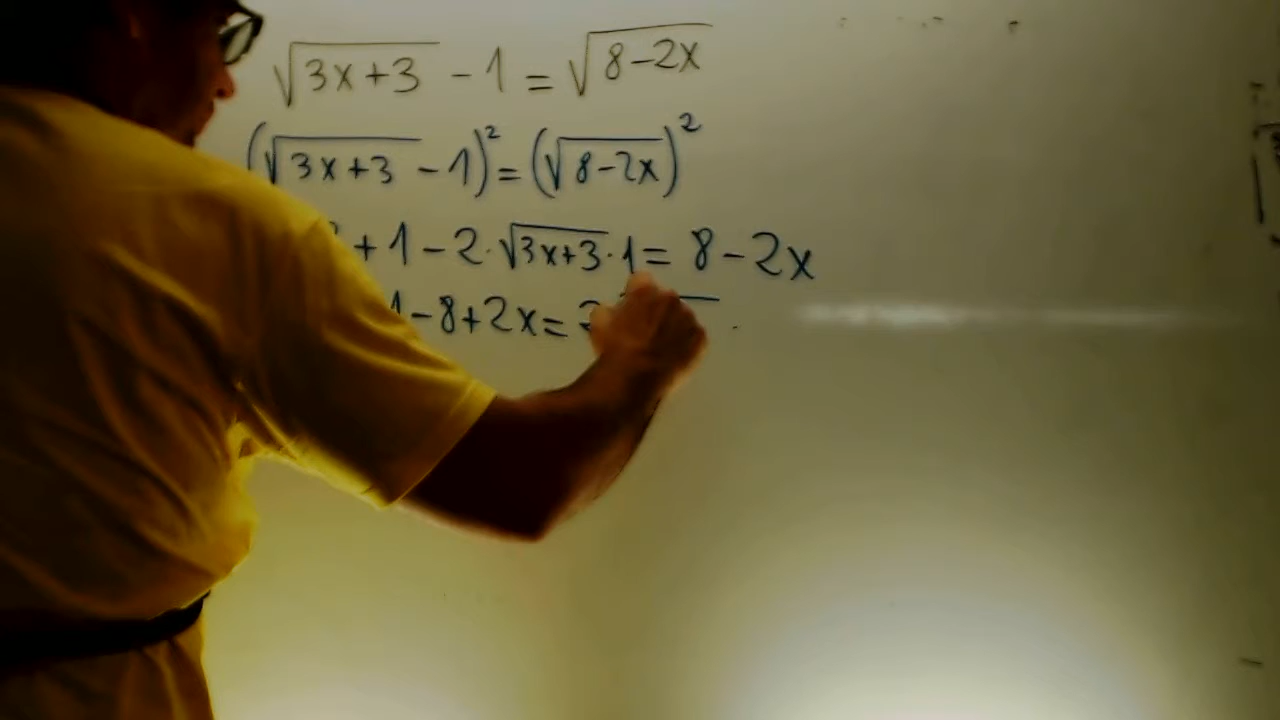 √(3x+3) - 1 = √(8-2x)
(√(3x+3) - 1)² = (√(8-2x))²
+ 1 - 2·√(3x+3)·1 = 8 - 2x
1 - 8 + 2x = 2